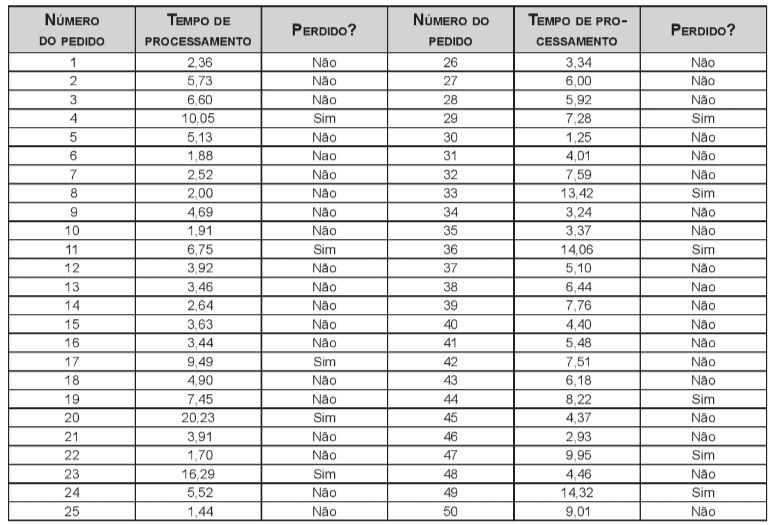 Número do pedido Tempo de processamento Perdido? Número do pedido Tempo de pro-cessamento Perdido?
1 2,36 Não 26 3,34 Não
2 5,73 Não 27 6,00 Não
3 6,60 Não 28 5,92 Não
4 10,05 Sim 29 7,28 Sim
5 5,13 Não 30 1,25 Não
6 1,88 Nao 31 4,01 Não
7 2,52 Não 32 7,59 Não
8 2,00 Não 33 13,42 Sim
9 4,69 Não 34 3,24 Não
10 1,91 Não 35 3,37 Não
11 6,75 Sim 36 14,06 Sim
12 3,92 Não 37 5,10 Não
13 3,46 Não 38 6,44 Nao
14 2,64 Não 39 7,76 Não
15 3,63 Não 40 4,40 Não
16 3,44 Não 41 5,48 Não
17 9,49 Sim 42 7,51 Não
18 4,90 Não 43 6,18 Não
19 7,45 Não 44 8,22 Sim
20 20,23 Sim 45 4,37 Não
21 3,91 Não 46 2,93 Não
22 1,70 Não 47 9,95 Sim
23 16,29 Sim 48 4,46 Não
24 5,52 Não 49 14,32 Sim
25 1,44 Não 50 9,01 Não